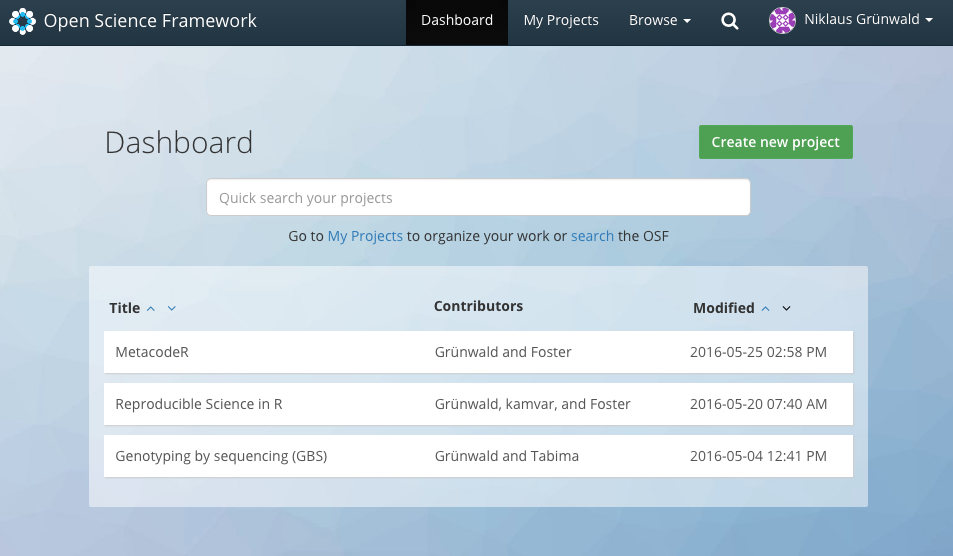 Open Science Framework Dashboard My Projects Browse Niklaus Grünwald
Dashboard Create new project
Quick search your projects
Go to My Projects to organize your work or search the OSF
Title Contributors Modified
MetacodeR Grünwald and Foster 2016-05-25 02:58 PM
Reproducible Science in R Grünwald, kamvar, and Foster 2016-05-20 07:40 AM
Genotyping by sequencing (GBS) Grünwald and Tabima 2016-05-04 12:41 PM